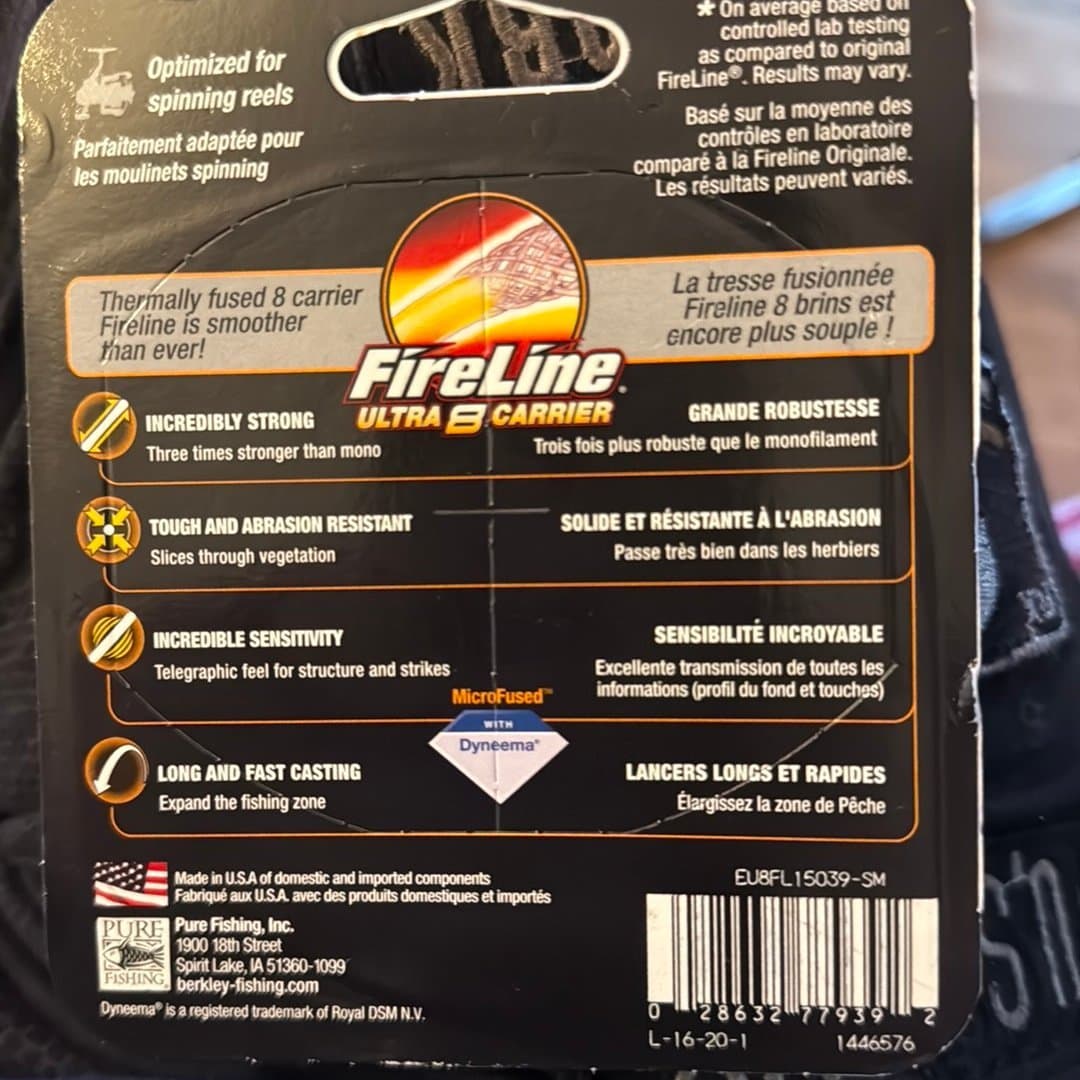 Optimized for
spinning reels
Parfaitement adaptée pour
les moulinets spinning
* On average based on
controlled lab testing
as compared to original
FireLine®. Results may vary.
Basé sur la moyenne des
contrôles en laboratoire
comparé à la Fireline Originale.
Les résultats peuvent variés.
Thermally fused 8 carrier
Fireline is smoother
than ever!
La tresse fusionnée
Fireline 8 brins est
encore plus souple !
FireLine®
ULTRA 8 CARRIER
INCREDIBLY STRONG
Three times stronger than mono
GRANDE ROBUSTESSE
Trois fois plus robuste que le monofilament
TOUGH AND ABRASION RESISTANT
Slices through vegetation
SOLIDE ET RÉSISTANTE À L'ABRASION
Passe très bien dans les herbiers
INCREDIBLE SENSITIVITY
Telegraphic feel for structure and strikes
SENSIBILITÉ INCROYABLE
Excellente transmission de toutes les
informations (profil du fond et touches)
MicroFused™
WITH
Dyneema®
LONG AND FAST CASTING
Expand the fishing zone
LANCERS LONGS ET RAPIDES
Élargissez la zone de Pêche
Made in U.S.A of domestic and imported components
Fabriqué aux U.S.A. avec des produits domestiques et importés
PURE
FISHING
Pure Fishing, Inc.
1900 18th Street
Spirit Lake, IA 51360-1099
berkley-fishing.com
Dyneema® is a registered trademark of Royal DSM N.V.
EU8FL15039-SM
0 28632 77939 2
L-16-20-1
1446576